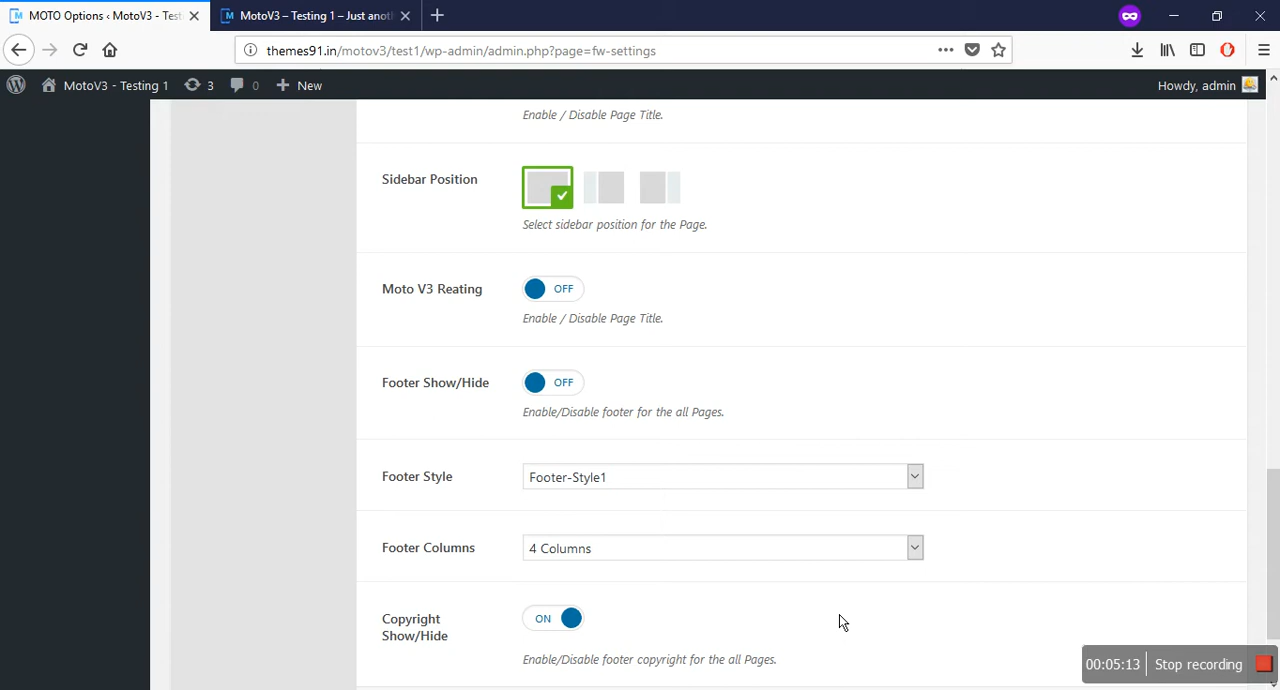 MOTO Options ‹ MotoV3 - Test
MotoV3 – Testing 1 – Just anot
themes91.in/motov3/test1/wp-admin/admin.php?page=fw-settings
MotoV3 - Testing 1
3
0
New
Howdy, admin
Enable / Disable Page Title.
Sidebar Position
Select sidebar position for the Page.
Moto V3 Reating
OFF
Enable / Disable Page Title.
Footer Show/Hide
OFF
Enable/Disable footer for the all Pages.
Footer Style
Footer-Style1
Footer Columns
4 Columns
Copyright
Show/Hide
ON
Enable/Disable footer copyright for the all Pages.
00:05:13
Stop recording